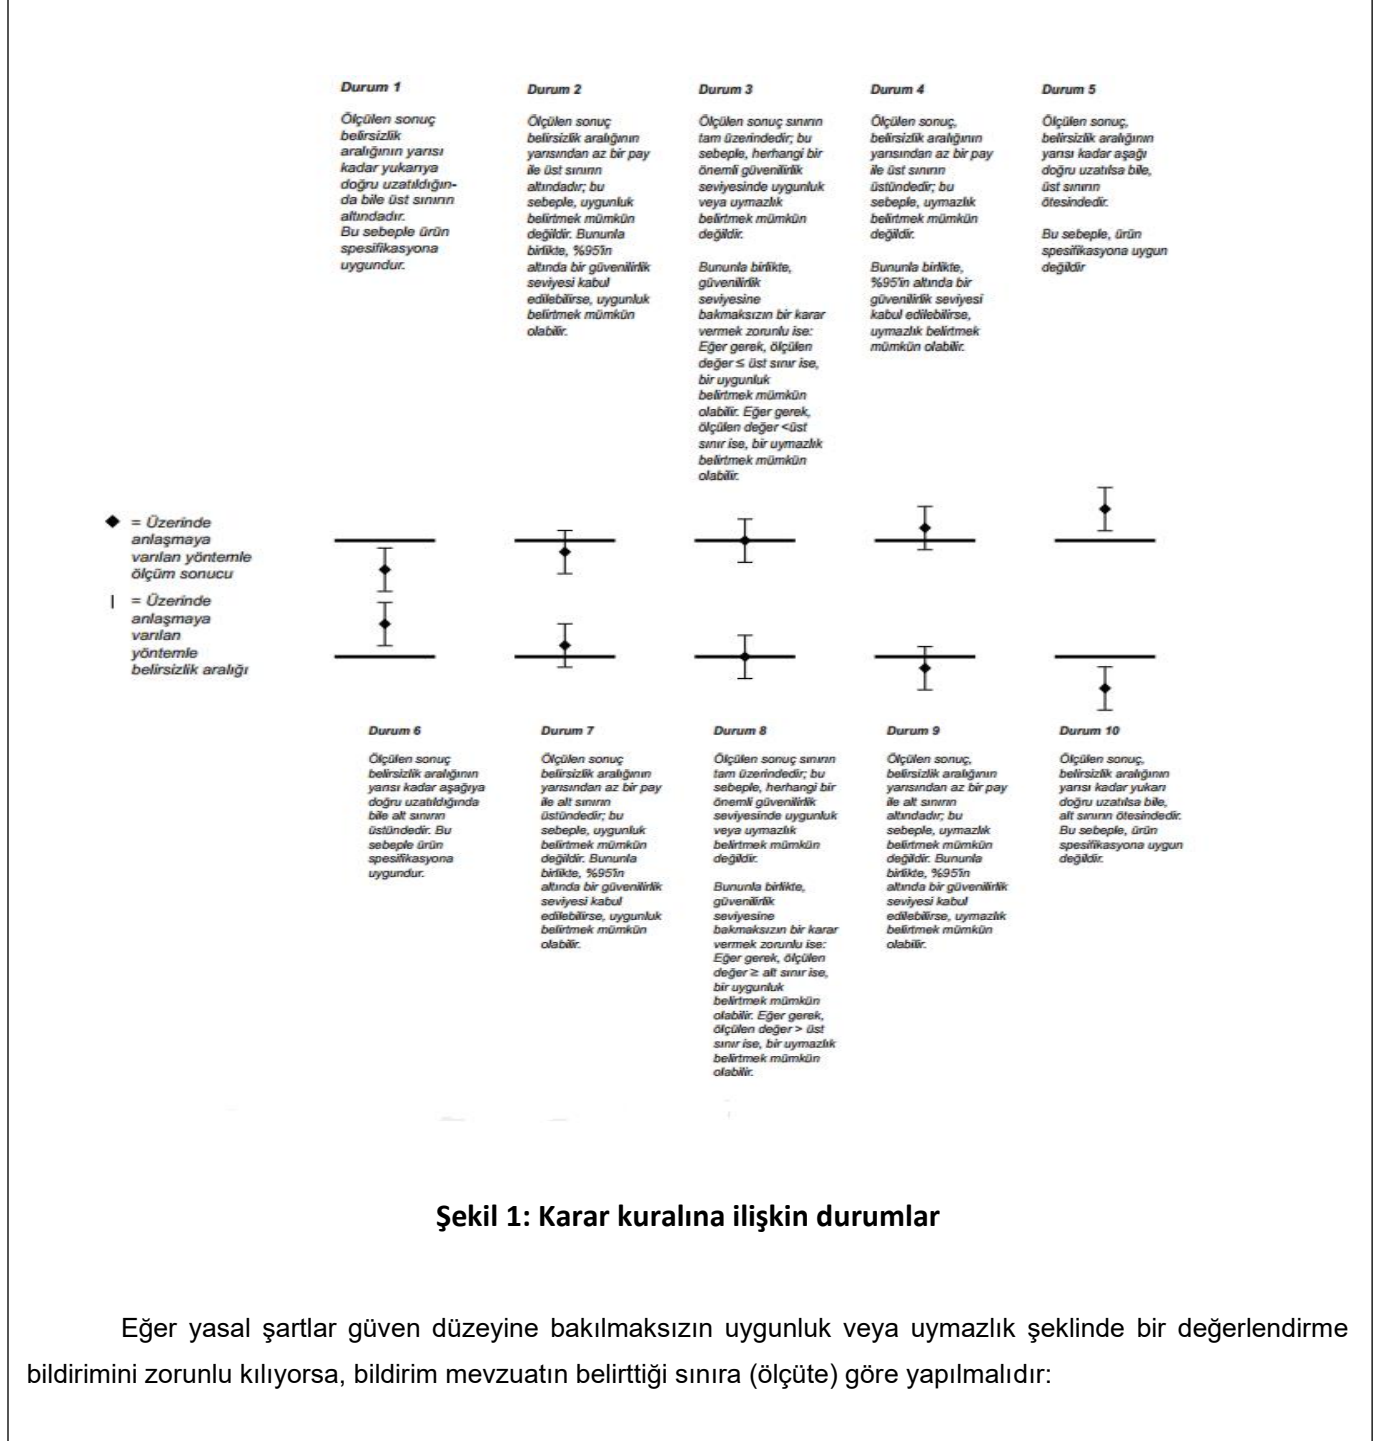 Durum 1
Ölçülen sonuç
belirsizlik
aralığının yarısı
kadar yukarıya
doğru uzatıldığın-
da bile üst sınırın
altındadır.
Bu sebeple ürün
spesifikasyona
uygundur.
Durum 2
Ölçülen sonuç
belirsizlik aralığının
yarısından az bir pay
ile üst sınırın
altındadır; bu
sebeple, uygunluk
belirtmek mümkün
değildir. Bununla
birlikte, %95'in
altında bir güvenilirlik
seviyesi kabul
edilebilirse, uygunluk
belirtmek mümkün
olabilir.
Durum 3
Ölçülen sonuç sınırın
tam üzerindedir; bu
sebeple, herhangi bir
önemli güvenilirlik
seviyesinde uygunluk
veya uymazlık
belirtmek mümkün
değildir.
Bununla birlikte,
güvenilirlik
seviyesine
bakmaksızın bir karar
vermek zorunlu ise:
Eğer gerek, ölçülen
değer ≤ üst sınır ise,
bir uygunluk
belirtmek mümkün
olabilir. Eğer gerek,
ölçülen değer <üst
sınır ise, bir uymazlık
belirtmek mümkün
olabilir.
Durum 4
Ölçülen sonuç,
belirsizlik aralığının
yarısından az bir pay
ile üst sınırın
üstündedir; bu
sebeple, uymazlık
belirtmek mümkün
değildir.
Bununla birlikte,
%95'in altında bir
güvenilirlik seviyesi
kabul edilebilirse,
uymazlık belirtmek
mümkün olabilir.
Durum 5
Ölçülen sonuç,
belirsizlik aralığının
yarısı kadar aşağı
doğru uzatılsa bile,
üst sınırın
ötesindedir.
Bu sebeple, ürün
spesifikasyona uygun
değildir
◆ = Üzerinde
anlaşmaya
varılan yöntemle
ölçüm sonucu
| = Üzerinde
anlaşmaya
varılan
yöntemle
belirsizlik aralığı
Durum 6
Ölçülen sonuç
belirsizlik aralığının
yarısı kadar aşağıya
doğru uzatıldığında
bile alt sınırın
üstündedir. Bu
sebeple ürün
spesifikasyona
uygundur.
Durum 7
Ölçülen sonuç
belirsizlik aralığının
yarısından az bir pay
ile alt sınırın
üstündedir; bu
sebeple, uygunluk
belirtmek mümkün
değildir. Bununla
birlikte, %95'in
altında bir güvenilirlik
seviyesi kabul
edilebilirse, uygunluk
belirtmek mümkün
olabilir.
Durum 8
Ölçülen sonuç sınırın
tam üzerindedir; bu
sebeple, herhangi bir
önemli güvenilirlik
seviyesinde uygunluk
veya uymazlık
belirtmek mümkün
değildir.
Bununla birlikte,
güvenilirlik
seviyesine
bakmaksızın bir karar
vermek zorunlu ise:
Eğer gerek, ölçülen
değer ≥ alt sınır ise,
bir uygunluk
belirtmek mümkün
olabilir. Eğer gerek,
ölçülen değer > üst
sınır ise, bir uymazlık
belirtmek mümkün
olabilir.
Durum 9
Ölçülen sonuç,
belirsizlik aralığının
yarısından az bir pay
ile alt sınırın
altındadır; bu
sebeple, uymazlık
belirtmek mümkün
değildir. Bununla
birlikte, %95'in
altında bir güvenilirlik
seviyesi kabul
edilebilirse, uymazlık
belirtmek mümkün
olabilir.
Durum 10
Ölçülen sonuç,
belirsizlik aralığının
yarısı kadar yukarı
doğru uzatılsa bile,
alt sınırın ötesindedir.
Bu sebeple, ürün
spesifikasyona uygun
değildir.
Şekil 1: Karar kuralına ilişkin durumlar
Eğer yasal şartlar güven düzeyine bakılmaksızın uygunluk veya uymazlık şeklinde bir değerlendirme
bildirimini zorunlu kılıyorsa, bildirim mevzuatın belirttiği sınıra (ölçüte) göre yapılmalıdır: